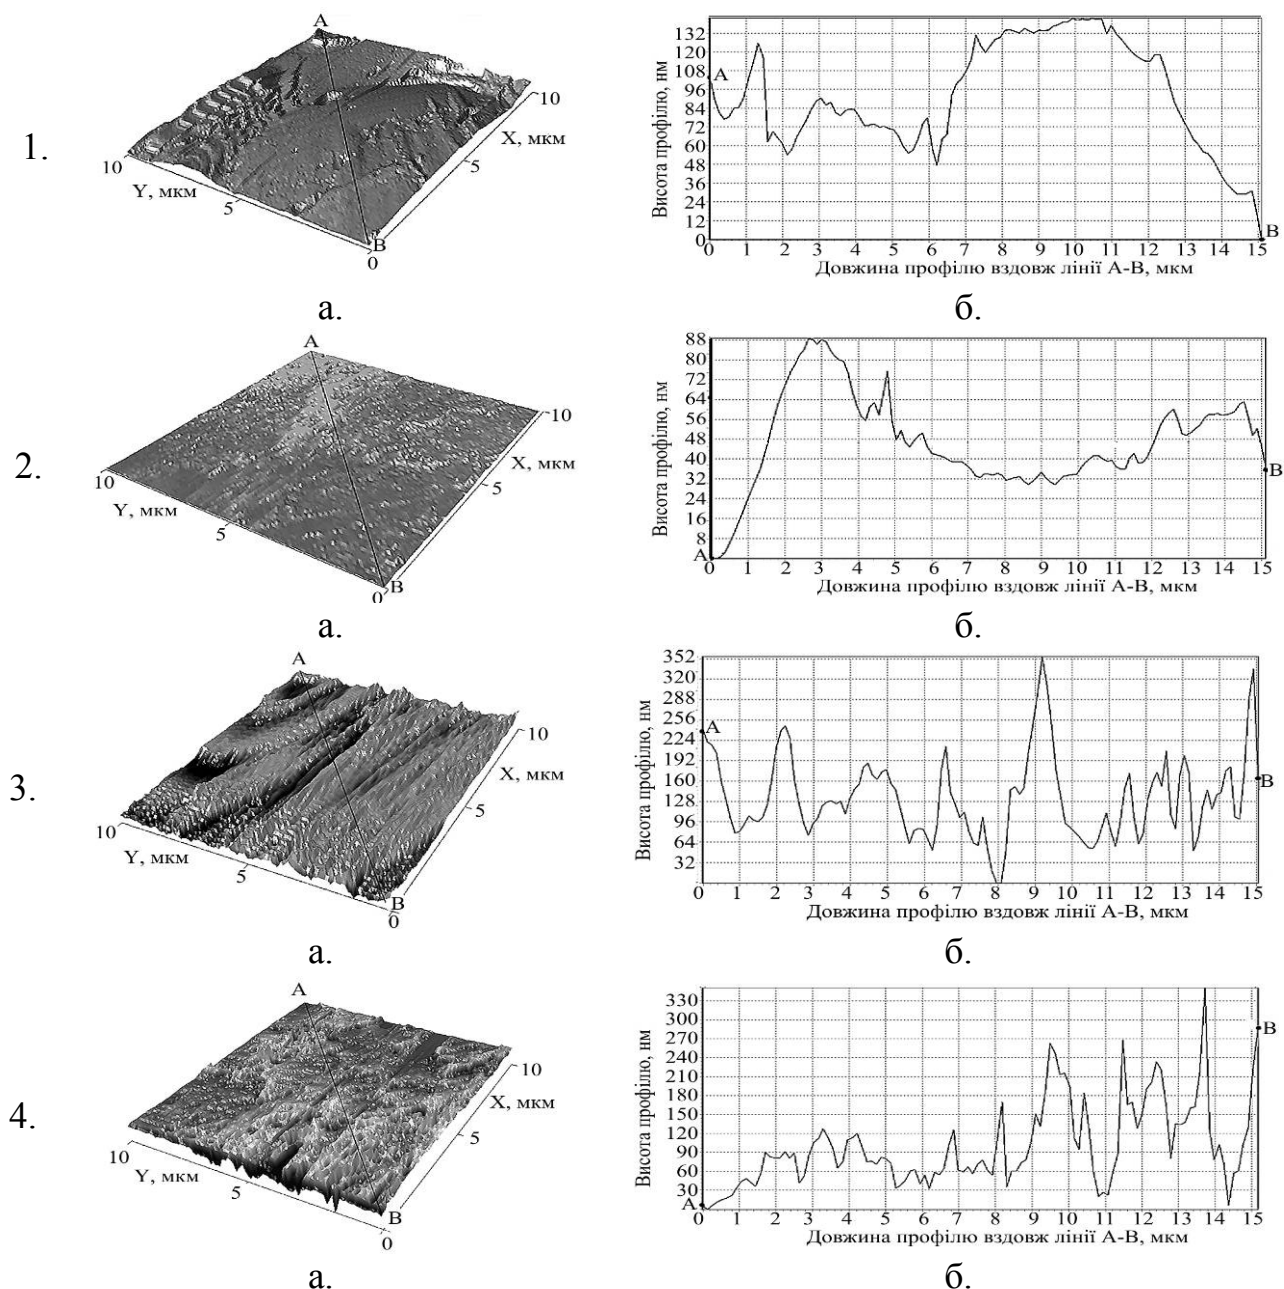 1.
A
10
X, мкм
5
B
0
Y, мкм
5
10
а.
Висота профілю, нм
132
120
108
96
84
72
60
48
36
24
12
0
A
B
0 1 2 3 4 5 6 7 8 9 10 11 12 13 14 15
Довжина профілю вздовж лінії А-В, мкм
б.
2.
A
10
X, мкм
5
B
0
Y, мкм
5
10
а.
Висота профілю, нм
88
80
72
64
56
48
40
32
24
16
8
A
B
0 1 2 3 4 5 6 7 8 9 10 11 12 13 14 15
Довжина профілю вздовж лінії А-В, мкм
б.
3.
A
10
X, мкм
5
B
0
Y, мкм
5
10
а.
Висота профілю, нм
352
320
288
256
224
192
160
128
96
64
32
A
B
0 1 2 3 4 5 6 7 8 9 10 11 12 13 14 15
Довжина профілю вздовж лінії А-В, мкм
б.
4.
A
10
X, мкм
5
B
0
Y, мкм
5
10
а.
Висота профілю, нм
330
300
270
240
210
180
150
120
90
60
30
A
B
0 1 2 3 4 5 6 7 8 9 10 11 12 13 14 15
Довжина профілю вздовж лінії А-В, мкм
б.